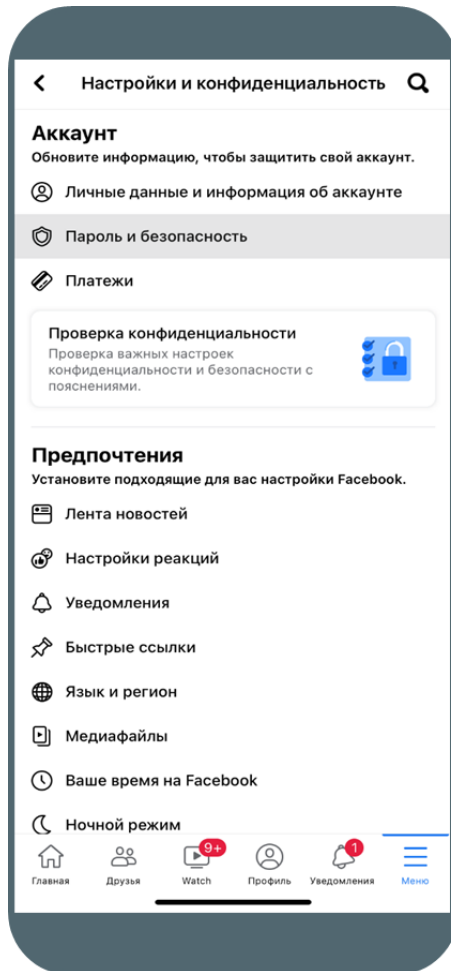 Настройки и конфиденциальность
Аккаунт
Обновите информацию, чтобы защитить свой аккаунт.
Личные данные и информация об аккаунте
Пароль и безопасность
Платежи
Проверка конфиденциальности
Проверка важных настроек
конфиденциальности и безопасности с
пояснениями.
Предпочтения
Установите подходящие для вас настройки Facebook.
Лента новостей
Настройки реакций
Уведомления
Быстрые ссылки
Язык и регион
Медиафайлы
Ваше время на Facebook
Ночной режим
9+ 1
Главная Друзья Watch Профиль Уведомления Меню